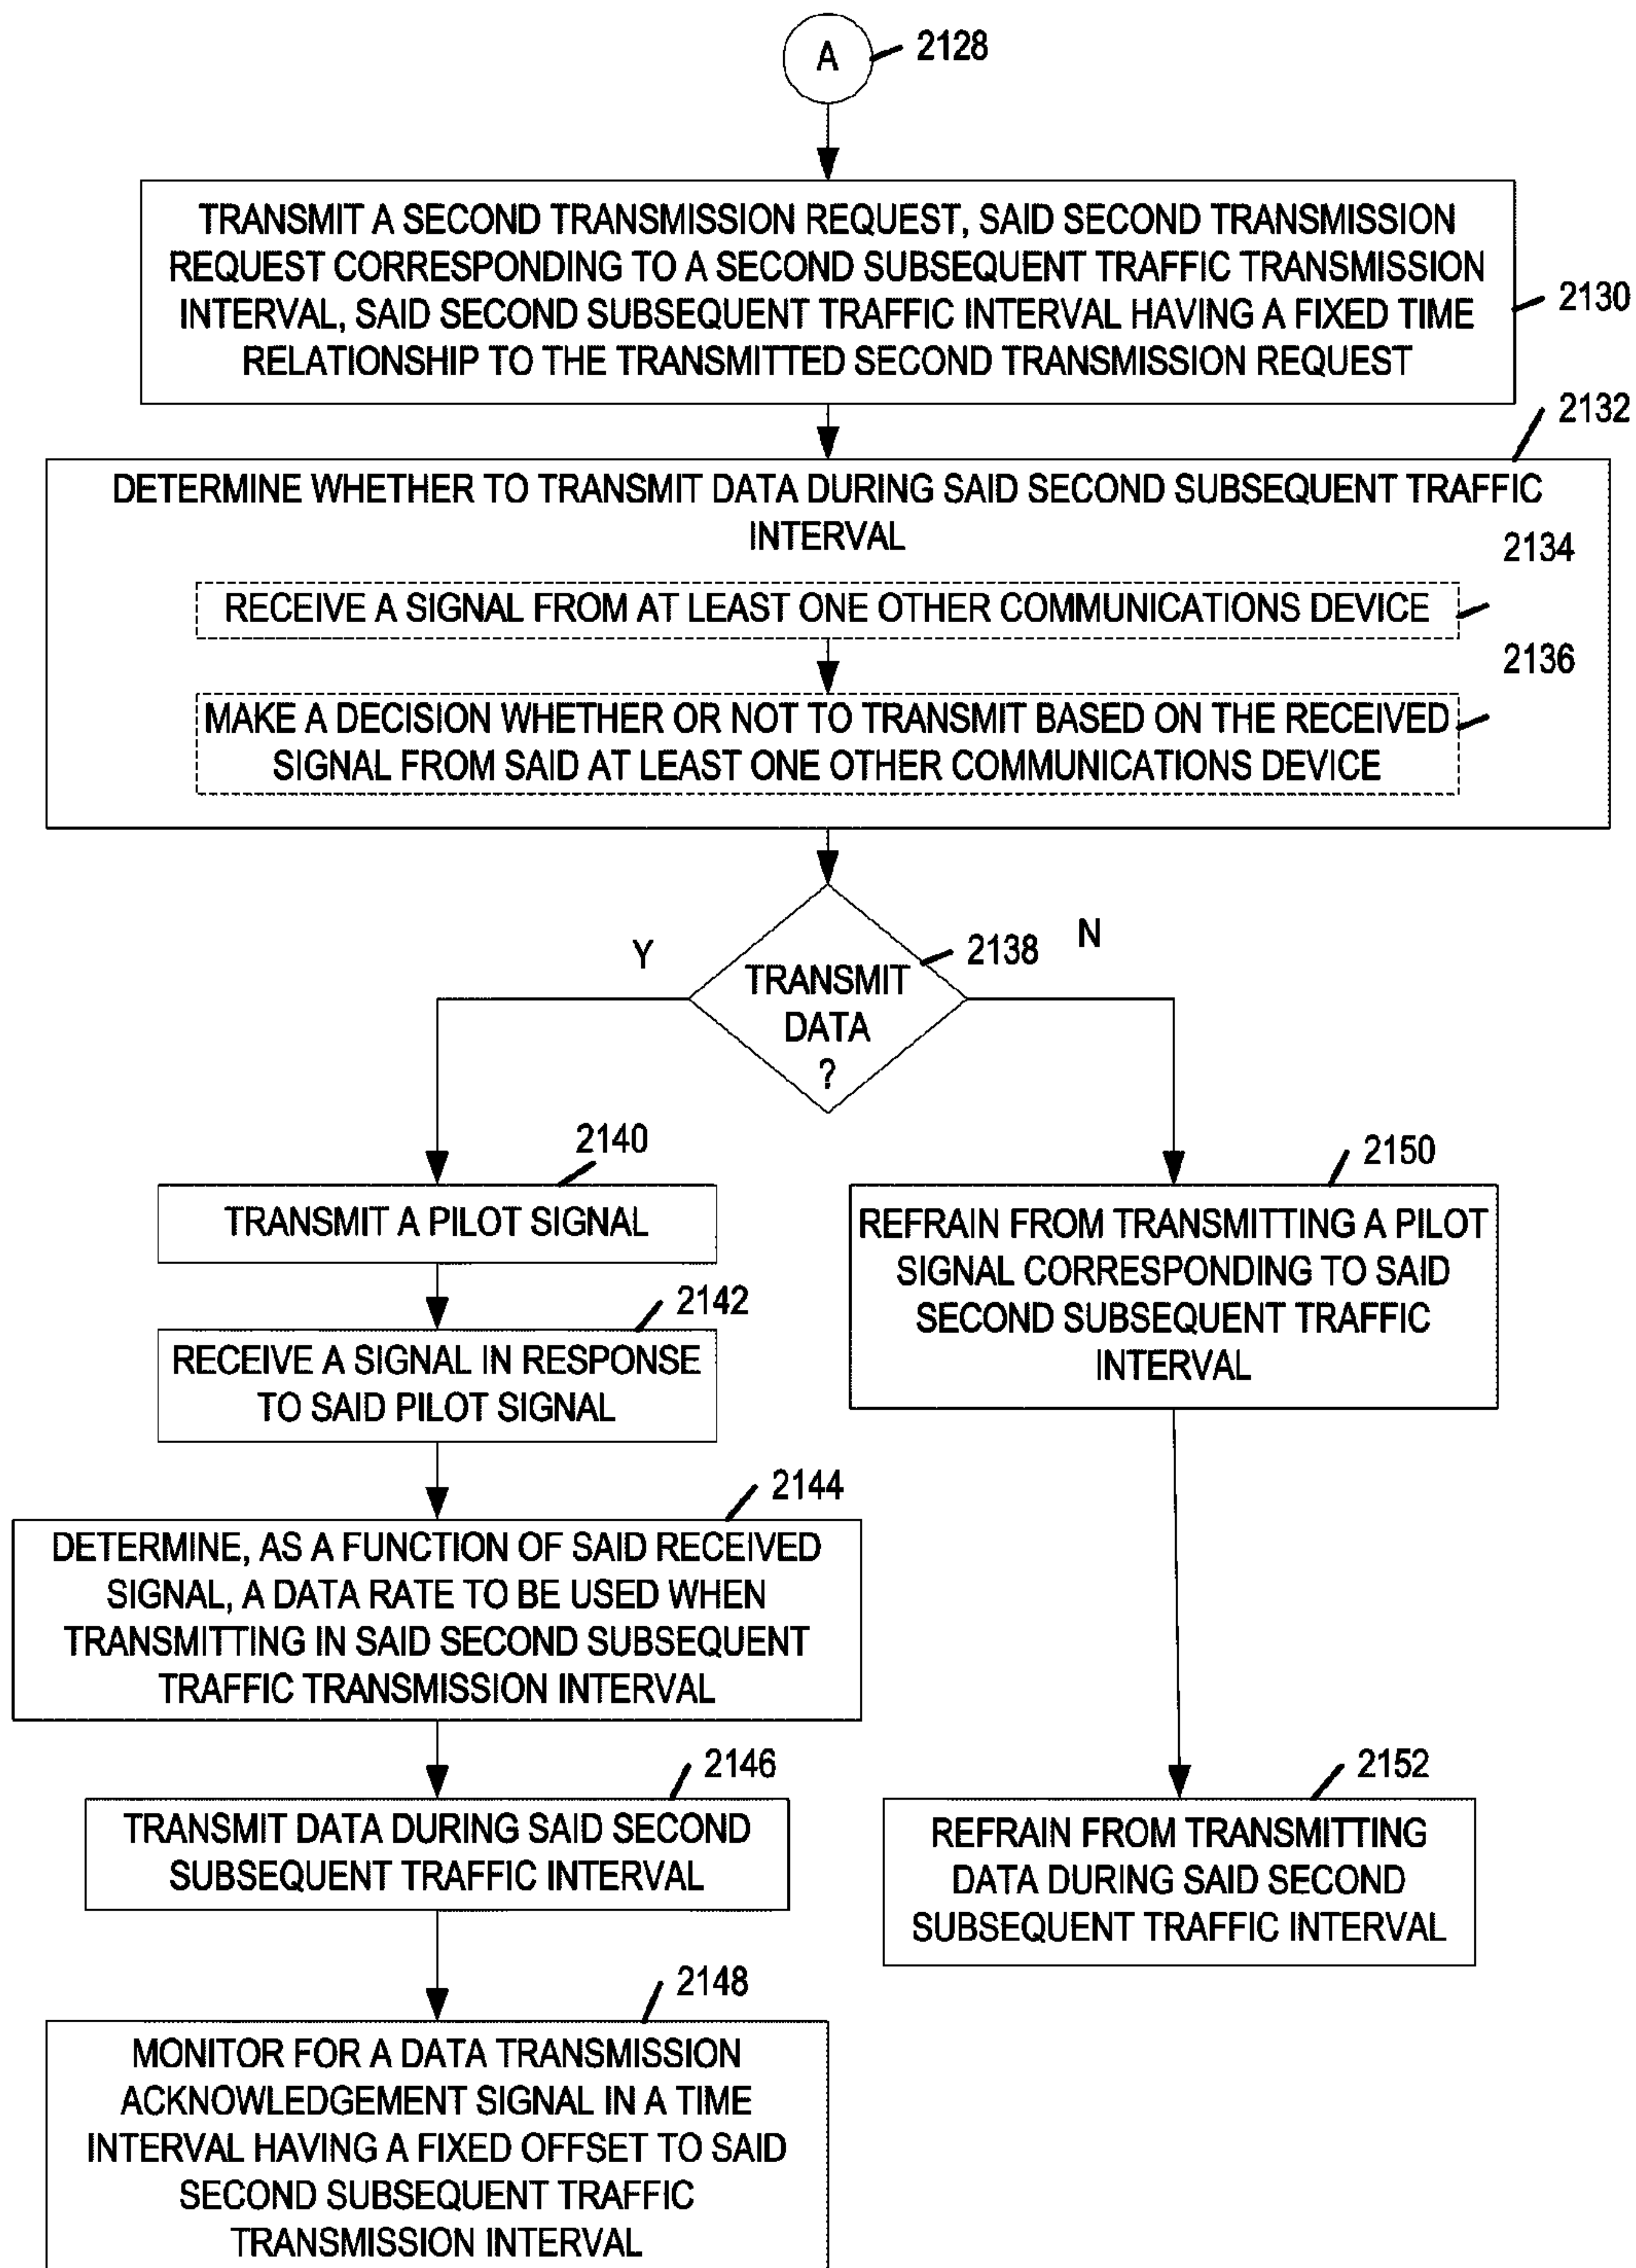 A
2128
TRANSMIT A SECOND TRANSMISSION REQUEST, SAID SECOND TRANSMISSION
REQUEST CORRESPONDING TO A SECOND SUBSEQUENT TRAFFIC TRANSMISSION
INTERVAL, SAID SECOND SUBSEQUENT TRAFFIC INTERVAL HAVING A FIXED TIME
RELATIONSHIP TO THE TRANSMITTED SECOND TRANSMISSION REQUEST
2130
2132
DETERMINE WHETHER TO TRANSMIT DATA DURING SAID SECOND SUBSEQUENT TRAFFIC
INTERVAL
2134
RECEIVE A SIGNAL FROM AT LEAST ONE OTHER COMMUNICATIONS DEVICE
2136
MAKE A DECISION WHETHER OR NOT TO TRANSMIT BASED ON THE RECEIVED
SIGNAL FROM SAID AT LEAST ONE OTHER COMMUNICATIONS DEVICE
Y
2138
N
TRANSMIT
DATA
?
2140
TRANSMIT A PILOT SIGNAL
2142
RECEIVE A SIGNAL IN RESPONSE
TO SAID PILOT SIGNAL
2144
DETERMINE, AS A FUNCTION OF SAID RECEIVED
SIGNAL, A DATA RATE TO BE USED WHEN
TRANSMITTING IN SAID SECOND SUBSEQUENT
TRAFFIC TRANSMISSION INTERVAL
2146
TRANSMIT DATA DURING SAID SECOND
SUBSEQUENT TRAFFIC INTERVAL
2148
MONITOR FOR A DATA TRANSMISSION
ACKNOWLEDGEMENT SIGNAL IN A TIME
INTERVAL HAVING A FIXED OFFSET TO SAID
SECOND SUBSEQUENT TRAFFIC
TRANSMISSION INTERVAL
2150
REFRAIN FROM TRANSMITTING A PILOT
SIGNAL CORRESPONDING TO SAID
SECOND SUBSEQUENT TRAFFIC
INTERVAL
2152
REFRAIN FROM TRANSMITTING
DATA DURING SAID SECOND
SUBSEQUENT TRAFFIC INTERVAL